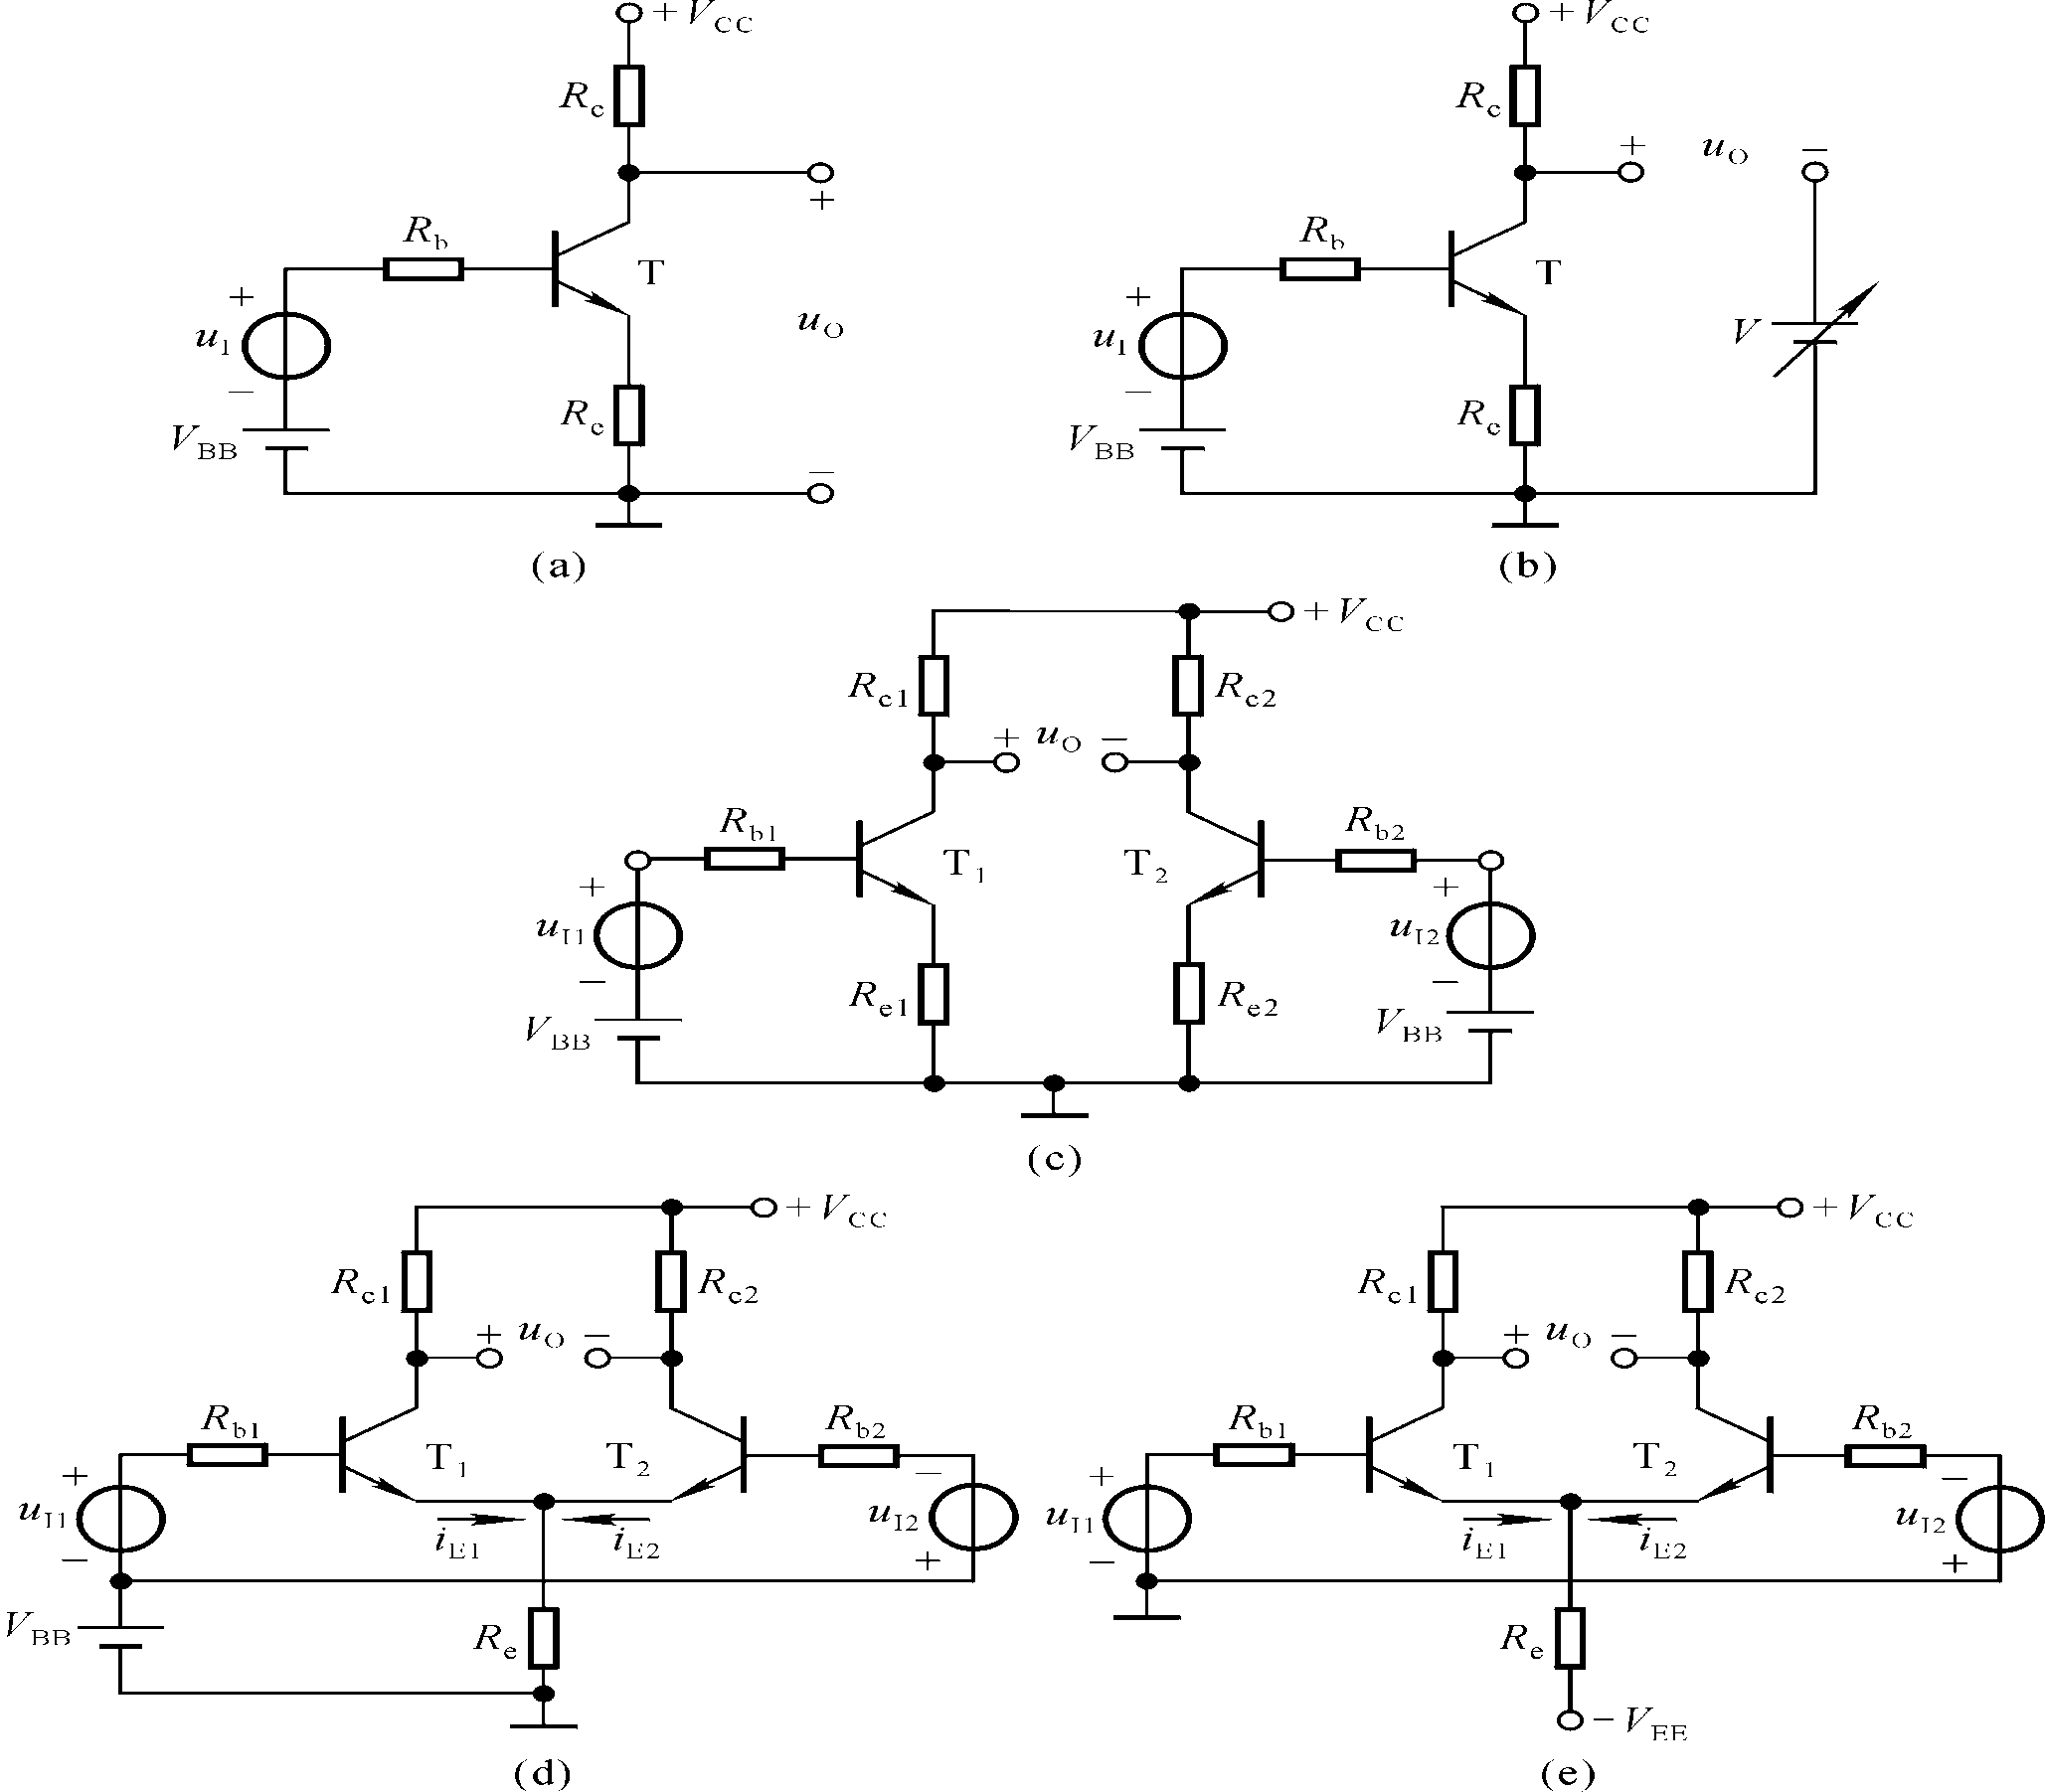 +VCC +VCC
Rc Rc
+ + uO −
Rb T Rb T
+ uI − uO + uI − V
VBB Re VBB Re
−
(a) (b)
+VCC
Rc1 Rc2
+ uO −
Rb1 T1 T2 Rb2
+ uI1 − + uI2 −
VBB Re1 Re2 VBB
(c)
+VCC +VCC
Rc1 Rc2 Rc1 Rc2
+ uO − + uO −
Rb1 T1 T2 Rb2 Rb1 T1 T2 Rb2
+ uI1 − iE1 iE2 − uI2 + + uI1 − iE1 iE2 − uI2 +
VBB Re Re
−VEE
(d) (e)